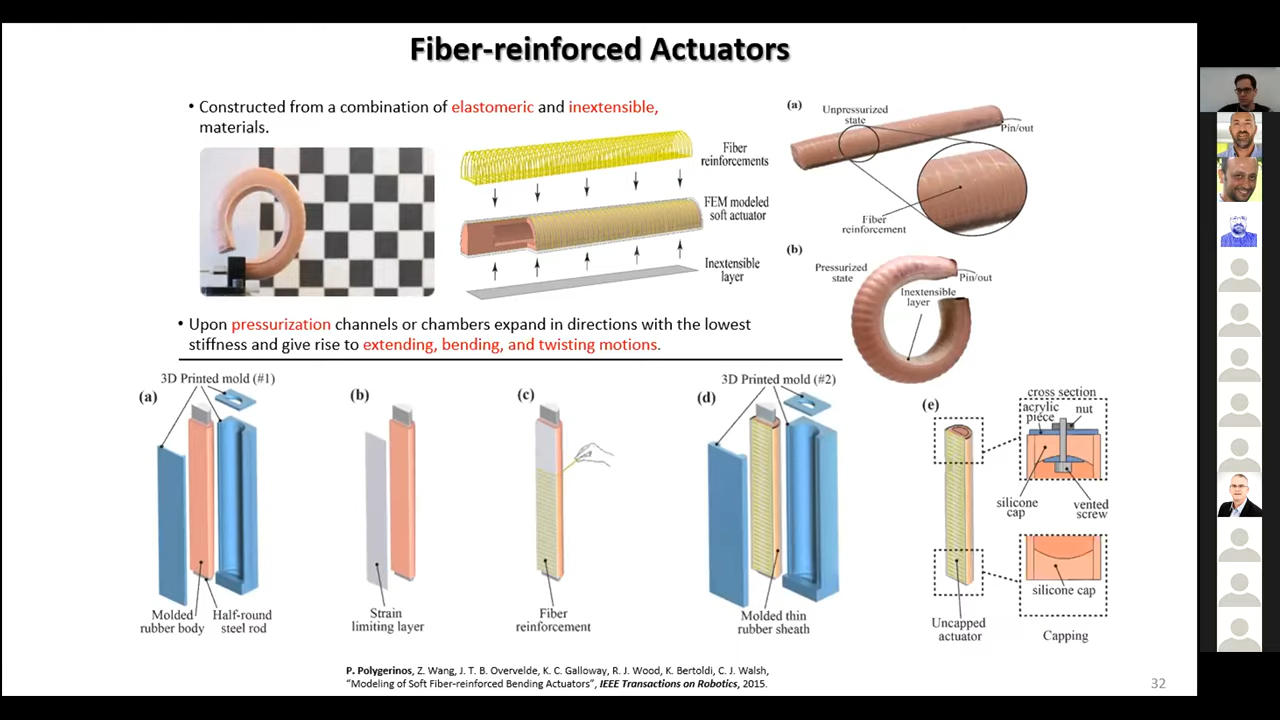 Fiber-reinforced Actuators
• Constructed from a combination of elastomeric and inextensible,
materials.
Fiber
reinforcements
FEM modeled
soft actuator
Inextensible
layer
(a)
Unpressurized
state
Pin/out
Fiber
reinforcement
(b)
Pressurized
state
Pin/out
Inextensible
layer
• Upon pressurization channels or chambers expand in directions with the lowest
stiffness and give rise to extending, bending, and twisting motions.
(a)
3D Printed mold (#1)
Molded
rubber body
Half-round
steel rod
(b)
Strain
limiting layer
(c)
Fiber
reinforcement
(d)
3D Printed mold (#2)
Molded thin
rubber sheath
(e)
cross section
acrylic
piece
nut
silicone
cap
vented
screw
silicone cap
Uncapped
actuator
Capping
P. Polygerinos, Z. Wang, J. T. B. Overvelde, K. C. Galloway, R. J. Wood, K. Bertoldi, C. J. Walsh,
“Modeling of Soft Fiber-reinforced Bending Actuators”, IEEE Transactions on Robotics, 2015.
32